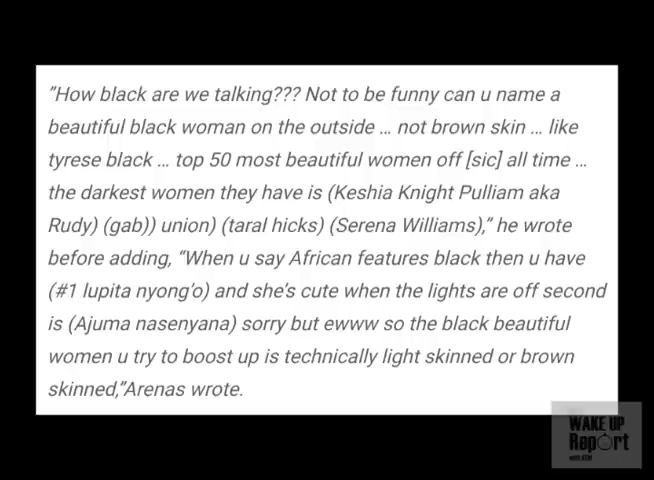 "How black are we talking??? Not to be funny can u name a
beautiful black woman on the outside ... not brown skin ... like
tyrese black ... top 50 most beautiful women off [sic] all time ...
the darkest women they have is (Keshia Knight Pulliam aka
Rudy) (gab)) union) (taral hicks) (Serena Williams)," he wrote
before adding, "When u say African features black then u have
(#1 lupita nyong'o) and she's cute when the lights are off second
is (Ajuma nasenyana) sorry but ewww so the black beautiful
women u try to boost up is technically light skinned or brown
skinned,"Arenas wrote.
WAKE UP
Report